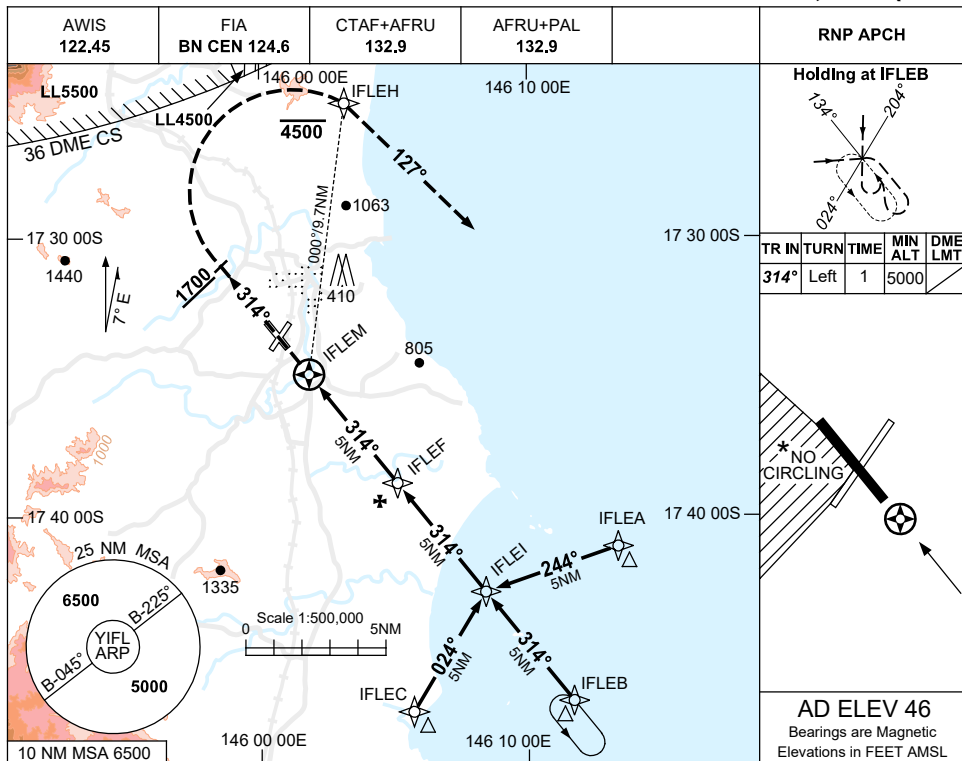 AWIS
122.45
FIA
BN CEN 124.6
CTAF+AFRU
132.9
AFRU+PAL
132.9
RNP APCH
LL5500
LL4500
36 DME CS
146 00 00E
IFLEH
146 10 00E
4500
127°
000°/9.7NM
1063
17 30 00S
17 30 00S
1440
7° E
1700
314°
410
IFLEM
805
314°
5NM
IFLEF
1000
17 40 00S
17 40 00S
IFLEA
314°
5NM
IFLEI
244°
5NM
25 NM MSA
6500
B-225°
YIFL
ARP
B-045°
5000
1335
Scale 1:500,000
0
5NM
024°
5NM
314°
5NM
IFLEC
IFLEB
10 NM MSA 6500
146 00 00E
146 10 00E
Holding at IFLEB
134°
204°
024°
TR IN TURN TIME MIN ALT DME LMT
314° Left 1 5000
*NO
CIRCLING
AD ELEV 46
Bearings are Magnetic
Elevations in FEET AMSL